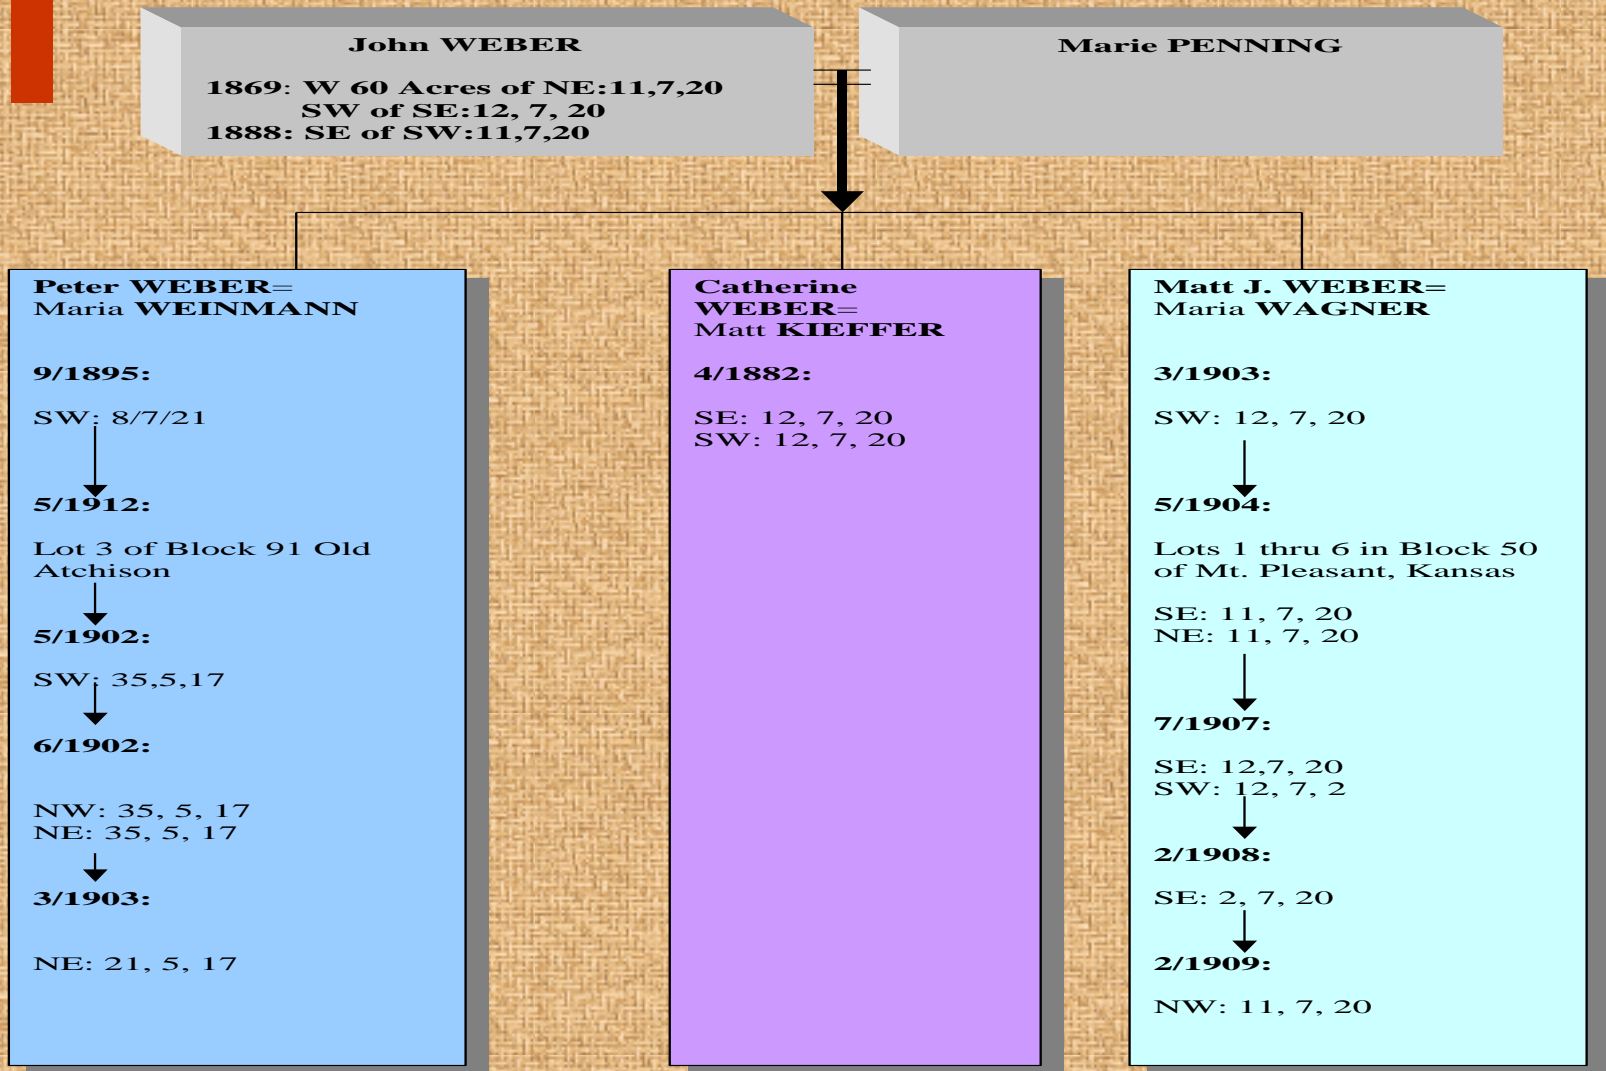 John WEBER
1869: W 60 Acres of NE:11,7,20
SW of SE:12, 7, 20
1888: SE of SW:11,7,20
Marie PENNING
Peter WEBER=
Maria WEINMANN
9/1895:
SW: 8/7/21
5/1912:
Lot 3 of Block 91 Old
Atchison
5/1902:
SW: 35,5,17
6/1902:
NW: 35, 5, 17
NE: 35, 5, 17
3/1903:
NE: 21, 5, 17
Catherine
WEBER=
Matt KIEFFER
4/1882:
SE: 12, 7, 20
SW: 12, 7, 20
Matt J. WEBER=
Maria WAGNER
3/1903:
SW: 12, 7, 20
5/1904:
Lots 1 thru 6 in Block 50
of Mt. Pleasant, Kansas
SE: 11, 7, 20
NE: 11, 7, 20
7/1907:
SE: 12,7, 20
SW: 12, 7, 2
2/1908:
SE: 2, 7, 20
2/1909:
NW: 11, 7, 20